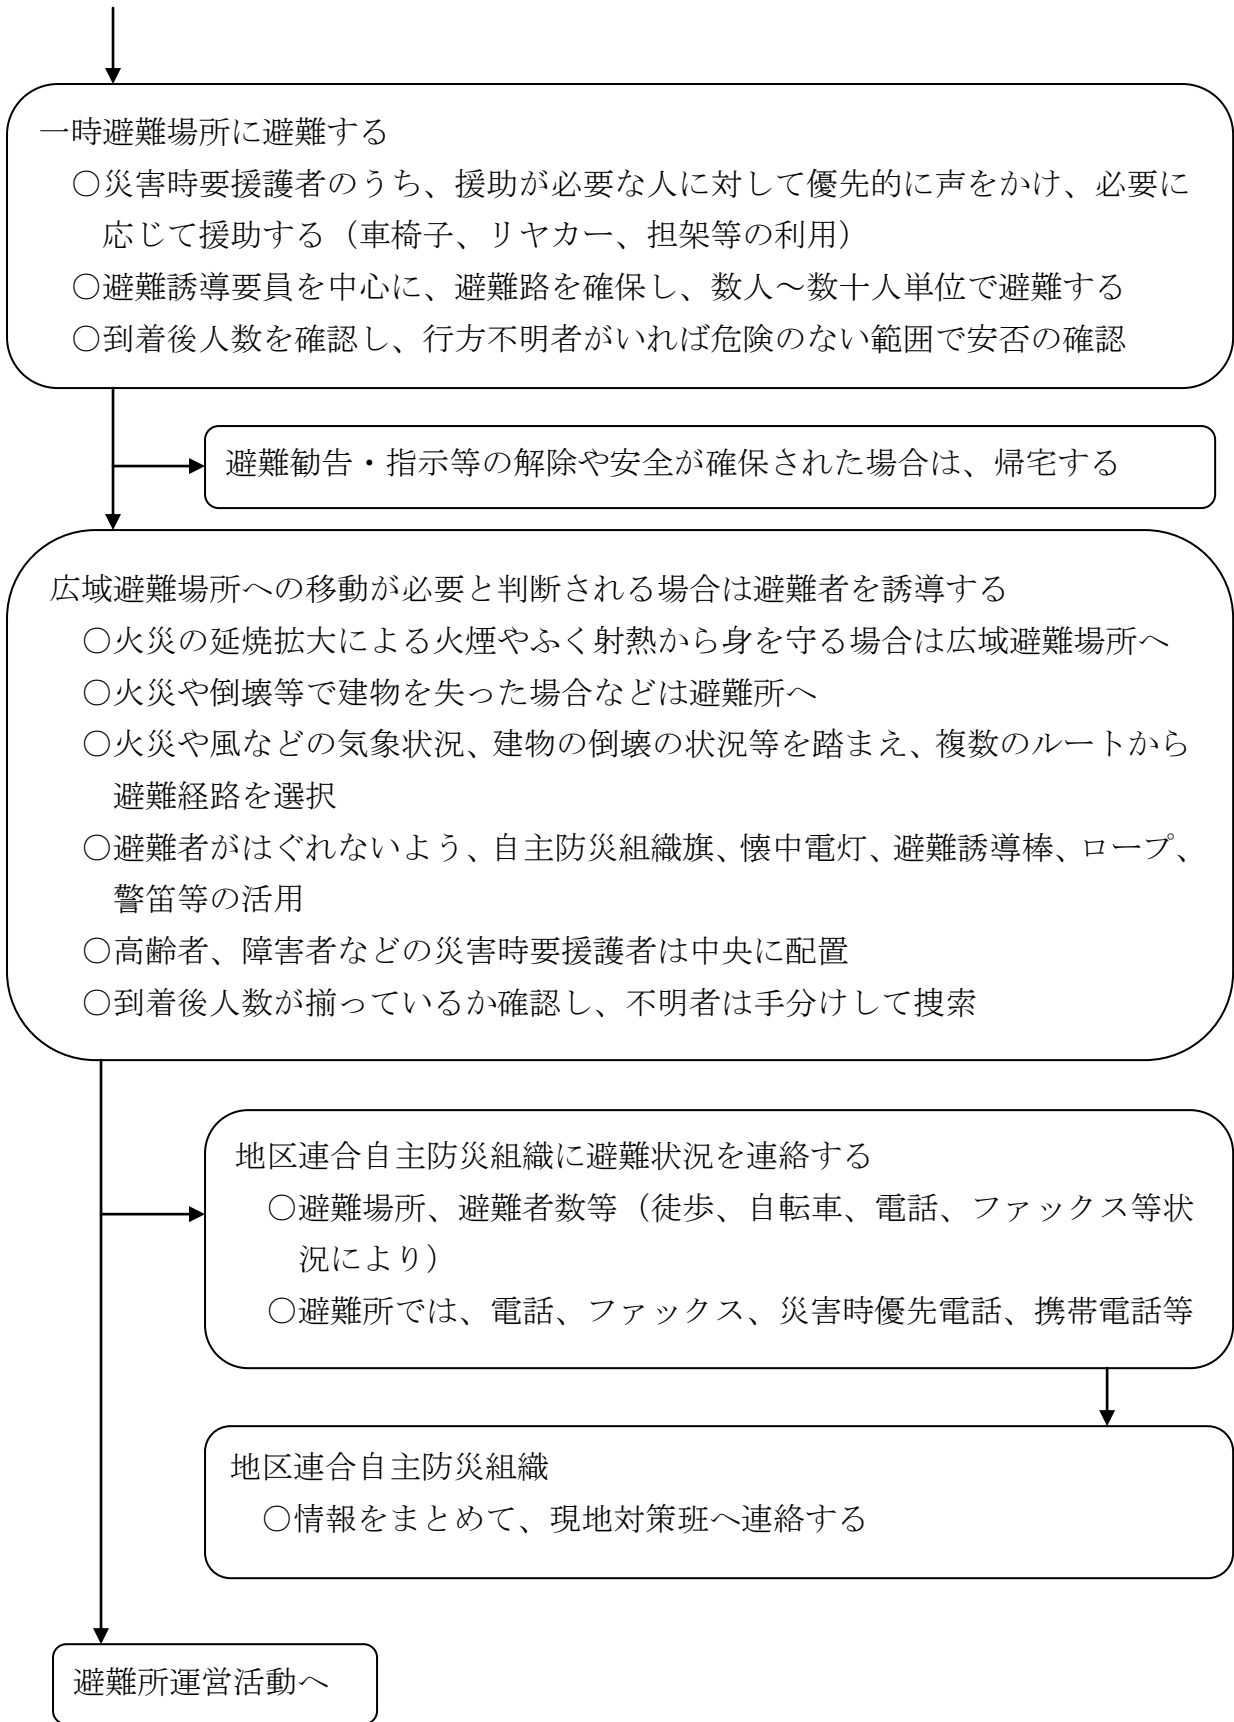 一時避難場所に避難する
○災害時要援護者のうち、援助が必要な人に対して優先的に声をかけ、必要に
応じて援助する（車椅子、リヤカー、担架等の利用）
○避難誘導要員を中心に、避難路を確保し、数人～数十人単位で避難する
○到着後人数を確認し、行方不明者がいれば危険のない範囲で安否の確認
避難勧告・指示等の解除や安全が確保された場合は、帰宅する
広域避難場所への移動が必要と判断される場合は避難者を誘導する
○火災の延焼拡大による火煙やふく射熱から身を守る場合は広域避難場所へ
○火災や倒壊等で建物を失った場合などは避難所へ
○火災や風などの気象状況、建物の倒壊の状況等を踏まえ、複数のルートから
避難経路を選択
○避難者がはぐれないよう、自主防災組織旗、懐中電灯、避難誘導棒、ロープ、
警笛等の活用
○高齢者、障害者などの災害時要援護者は中央に配置
○到着後人数が揃っているか確認し、不明者は手分けして捜索
地区連合自主防災組織に避難状況を連絡する
○避難場所、避難者数等（徒歩、自転車、電話、ファックス等状
況により）
○避難所では、電話、ファックス、災害時優先電話、携帯電話等
地区連合自主防災組織
○情報をまとめて、現地対策班へ連絡する
避難所運営活動へ